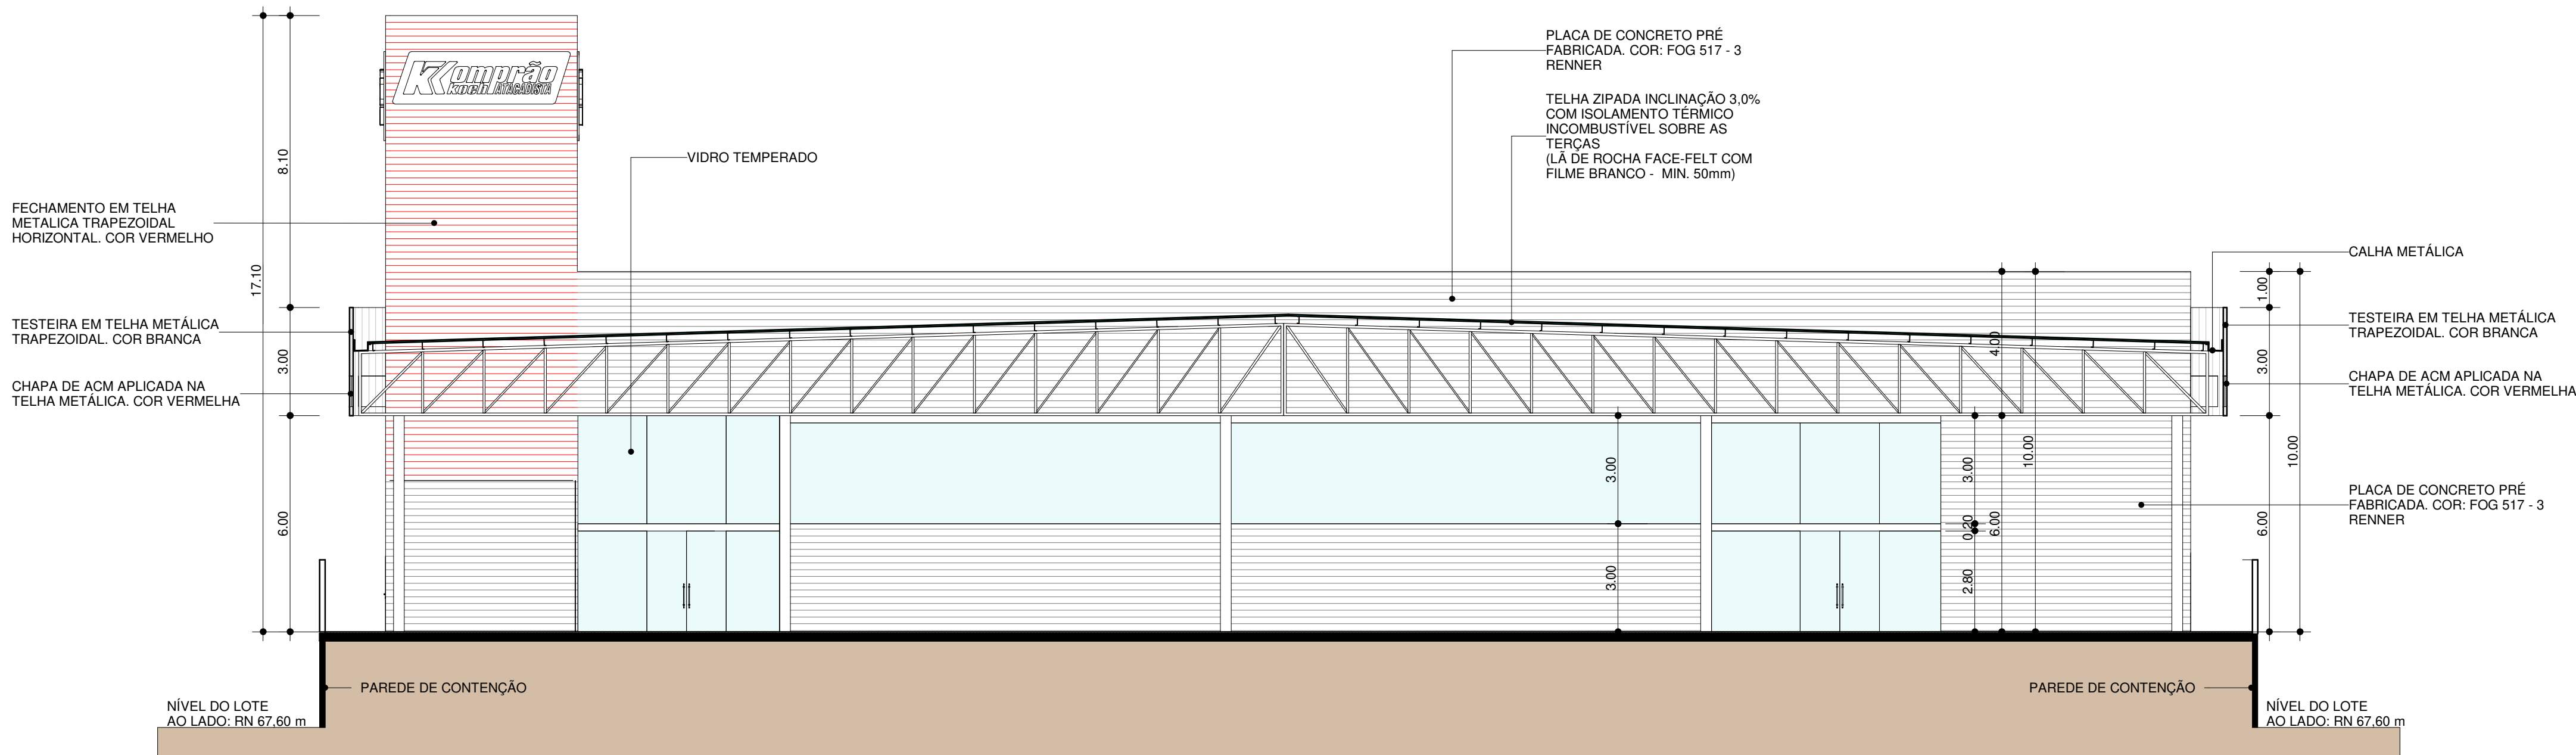 Komprão
koch ATACADISTA
PLACA DE CONCRETO PRÉ
FABRICADA. COR: FOG 517 - 3
RENNER
TELHA ZIPADA INCLINAÇÃO 3,0%
COM ISOLAMENTO TÉRMICO
INCOMBUSTÍVEL SOBRE AS
TERÇAS
(LÃ DE ROCHA FACE-FELT COM
FILME BRANCO - MIN. 50mm)
VIDRO TEMPERADO
FECHAMENTO EM TELHA
METALICA TRAPEZOIDAL
HORIZONTAL. COR VERMELHO
TESTEIRA EM TELHA METÁLICA
TRAPEZOIDAL. COR BRANCA
CHAPA DE ACM APLICADA NA
TELHA METÁLICA. COR VERMELHA
17.10
8.10
3.00
6.00
CALHA METÁLICA
TESTEIRA EM TELHA METÁLICA
TRAPEZOIDAL. COR BRANCA
CHAPA DE ACM APLICADA NA
TELHA METÁLICA. COR VERMELHA
PLACA DE CONCRETO PRÉ
FABRICADA. COR: FOG 517 - 3
RENNER
3.00
3.00
3.00
0.20
2.80
4.00
6.00
10.00
1.00
3.00
6.00
10.00
PAREDE DE CONTENÇÃO
NÍVEL DO LOTE
AO LADO: RN 67,60 m
PAREDE DE CONTENÇÃO
NÍVEL DO LOTE
AO LADO: RN 67,60 m